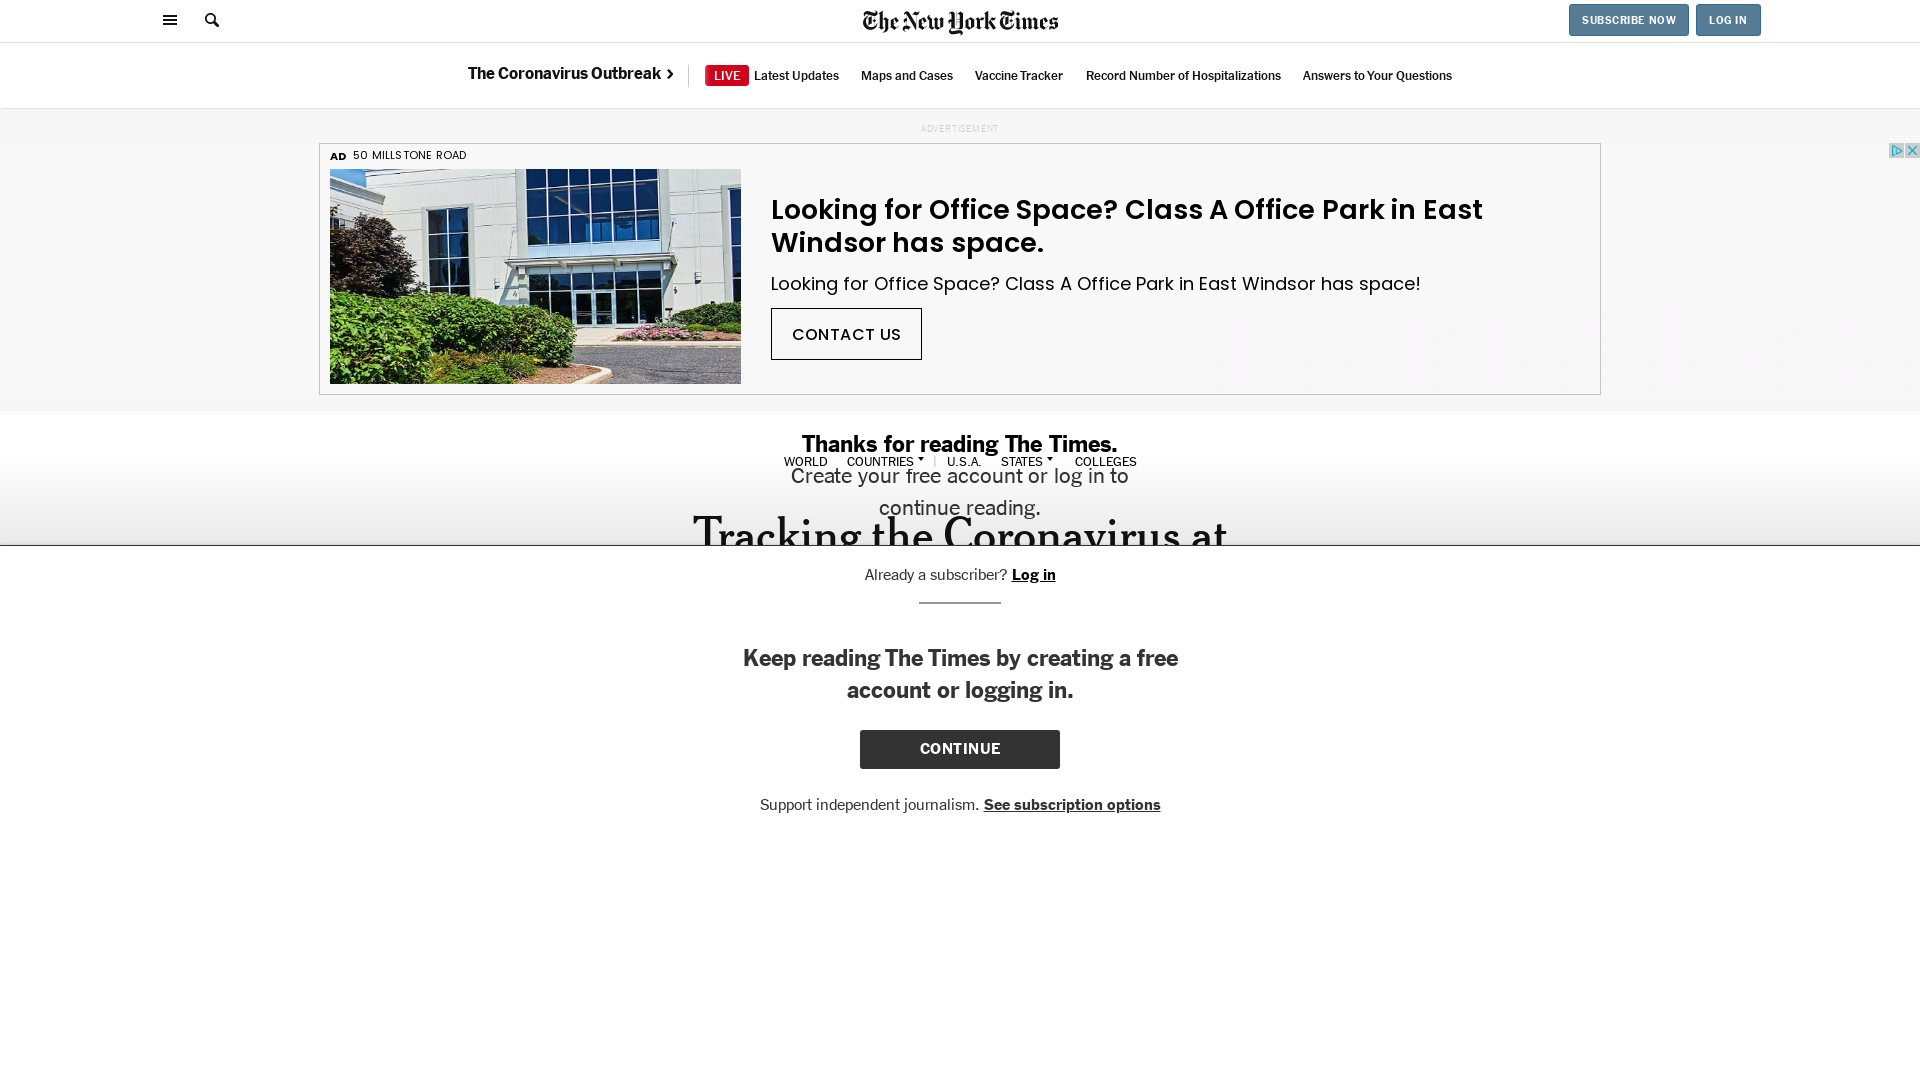 The New York Times
SUBSCRIBE NOW
LOG IN
The Coronavirus Outbreak
LIVE Latest Updates
Maps and Cases
Vaccine Tracker
Record Number of Hospitalizations
Answers to Your Questions
ADVERTISEMENT
AD 50 MILLSTONE ROAD
Looking for Office Space? Class A Office Park in East
Windsor has space.
Looking for Office Space? Class A Office Park in East Windsor has space!
CONTACT US
Thanks for reading The Times.
WORLD COUNTRIES U.S.A. STATES COLLEGES
Create your free account or log in to
continue reading.
Tracking the Coronavirus at
Already a subscriber? Log in
Keep reading The Times by creating a free
account or logging in.
CONTINUE
Support independent journalism. See subscription options